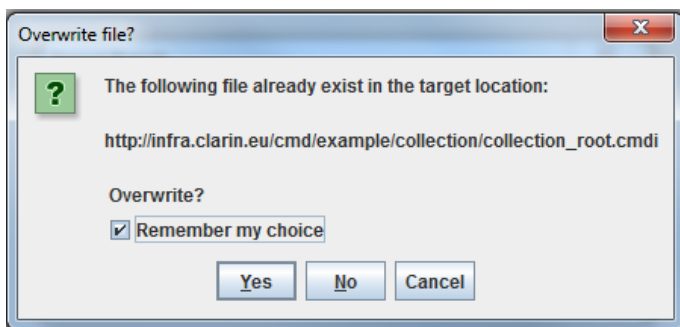 Overwrite file?
The following file already exist in the target location:
http://infra.clarin.eu/cmd/example/collection/collection_root.cmdi
Overwrite?
Remember my choice
Yes No Cancel